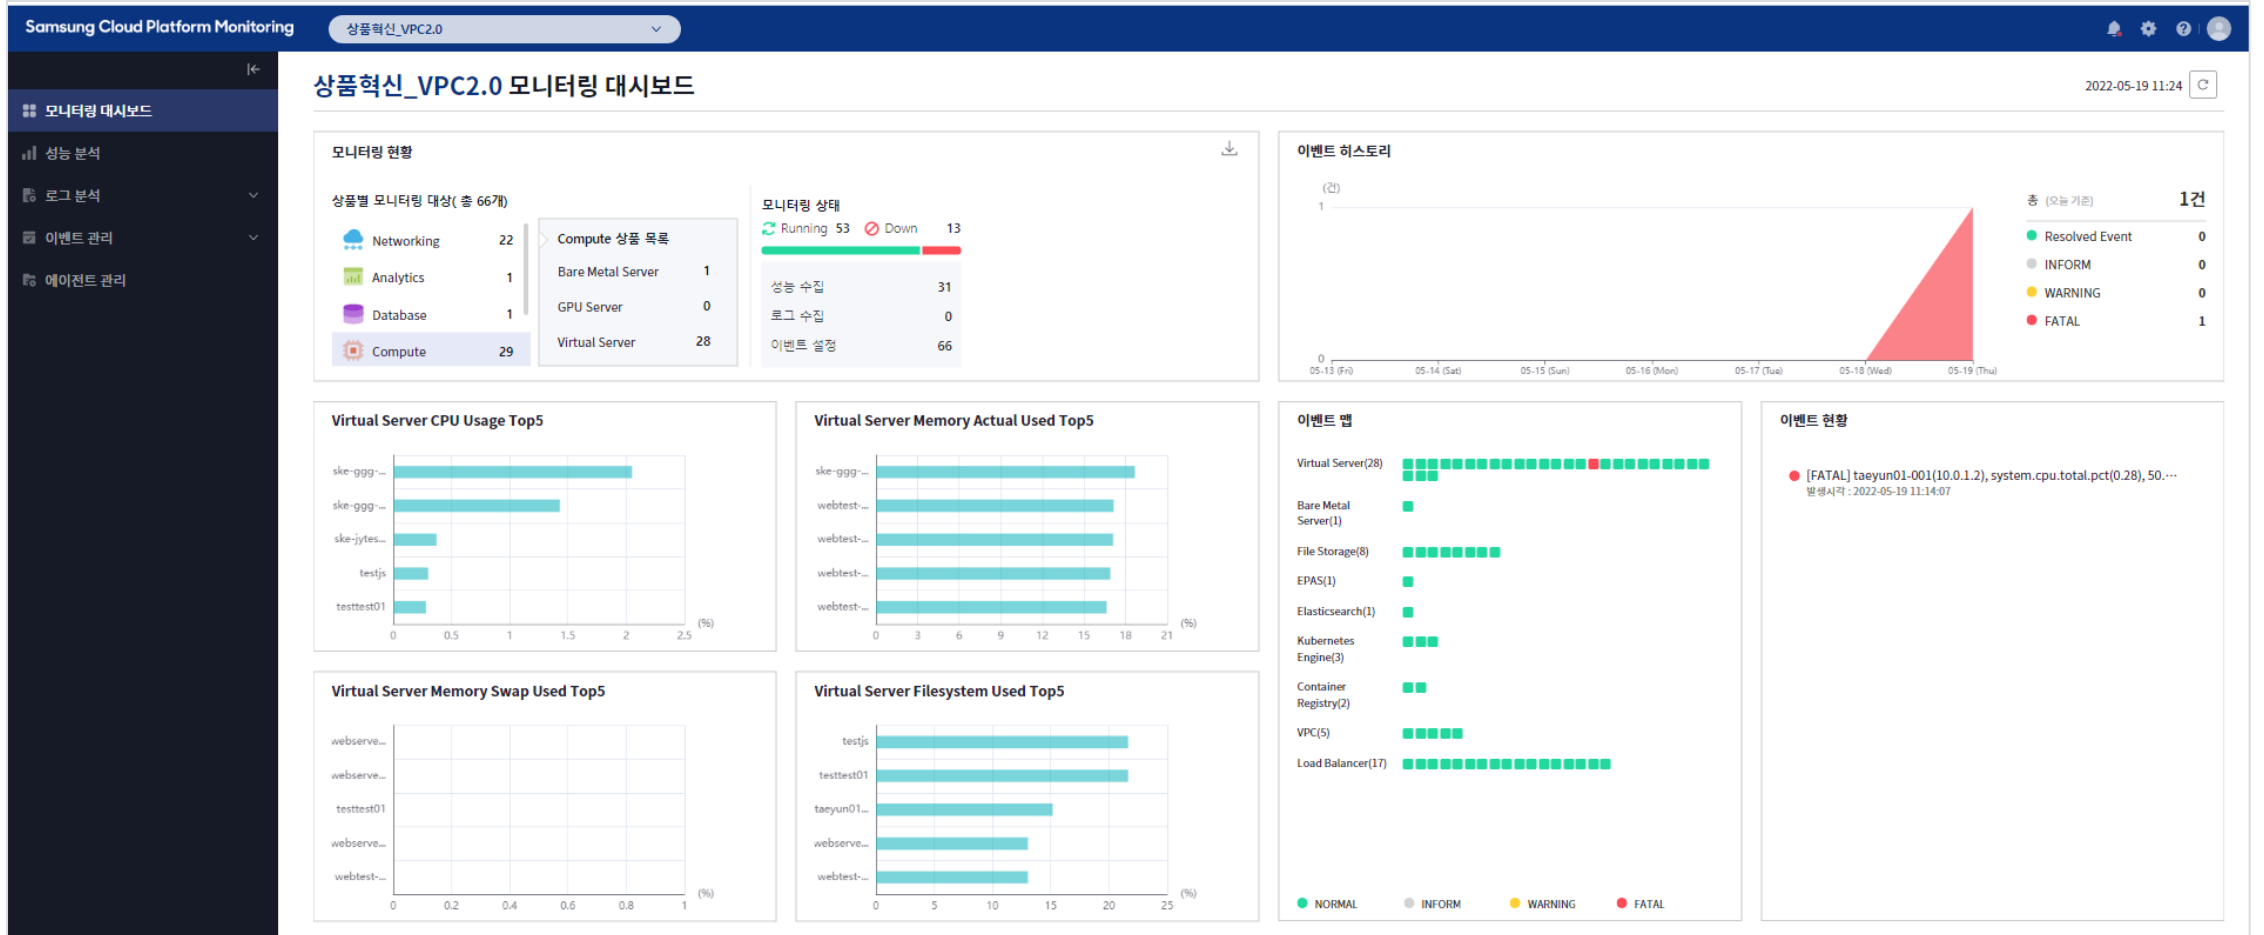 Samsung Cloud Platform Monitoring
상품혁신_VPC2.0
모니터링 대시보드
성능 분석
로그 분석
이벤트 관리
에이전트 관리
상품혁신_VPC2.0 모니터링 대시보드
2022-05-19 11:24
모니터링 현황
상품별 모니터링 대상( 총 66개)
Networking 22
Analytics 1
Database 1
Compute 29
Compute 상품 목록
Bare Metal Server 1
GPU Server 0
Virtual Server 28
모니터링 상태
Running 53 Down 13
성능 수집 31
로그 수집 0
이벤트 설정 66
이벤트 히스토리
(건)
1
0
05-13 (Fri) 05-14 (Sat) 05-15 (Sun) 05-16 (Mon) 05-17 (Tue) 05-18 (Wed) 05-19 (Thu)
총 (오늘 기준) 1건
Resolved Event 0
INFORM 0
WARNING 0
FATAL 1
Virtual Server CPU Usage Top5
ske-ggg-...
ske-ggg-...
ske-jytes...
testjs
testtest01
0 0.5 1 1.5 2 2.5 (%)
Virtual Server Memory Actual Used Top5
ske-ggg-...
webtest-...
webtest-...
webtest-...
webtest-...
0 3 6 9 12 15 18 21 (%)
Virtual Server Memory Swap Used Top5
webserve...
webserve...
testtest01
webserve...
webtest-...
0 0.2 0.4 0.6 0.8 1 (%)
Virtual Server Filesystem Used Top5
testjs
testtest01
taeyun01...
webserve...
webtest-...
0 5 10 15 20 25 (%)
이벤트 맵
Virtual Server(28)
Bare Metal
Server(1)
File Storage(8)
EPAS(1)
Elasticsearch(1)
Kubernetes
Engine(3)
Container
Registry(2)
VPC(5)
Load Balancer(17)
NORMAL INFORM WARNING FATAL
이벤트 현황
[FATAL] taeyun01-001(10.0.1.2), system.cpu.total.pct(0.28), 50.···
발생시각 : 2022-05-19 11:14:07